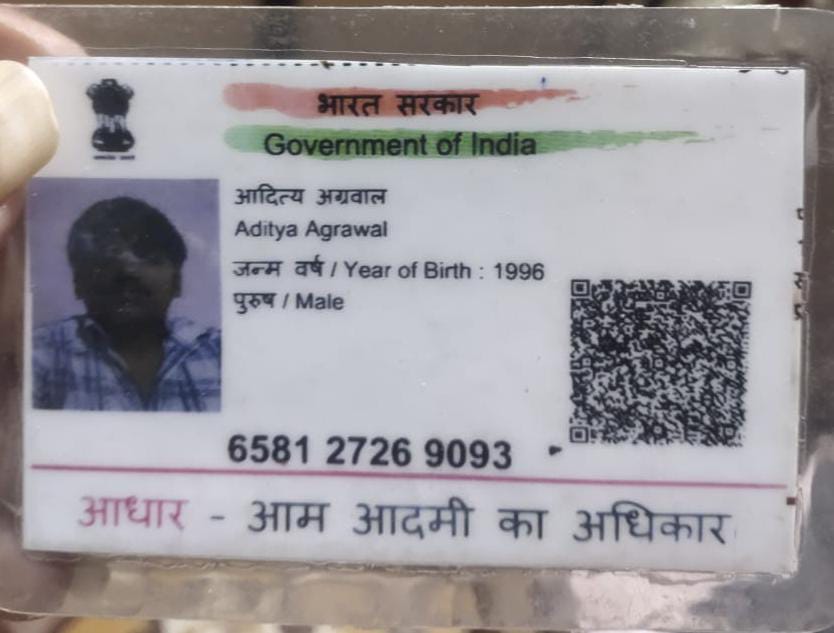 भारत सरकार
Government of India
आदित्य अग्रवाल
Aditya Agrawal
जन्म वर्ष / Year of Birth : 1996
पुरुष / Male
6581 2726 9093
आधार - आम आदमी का अधिकार